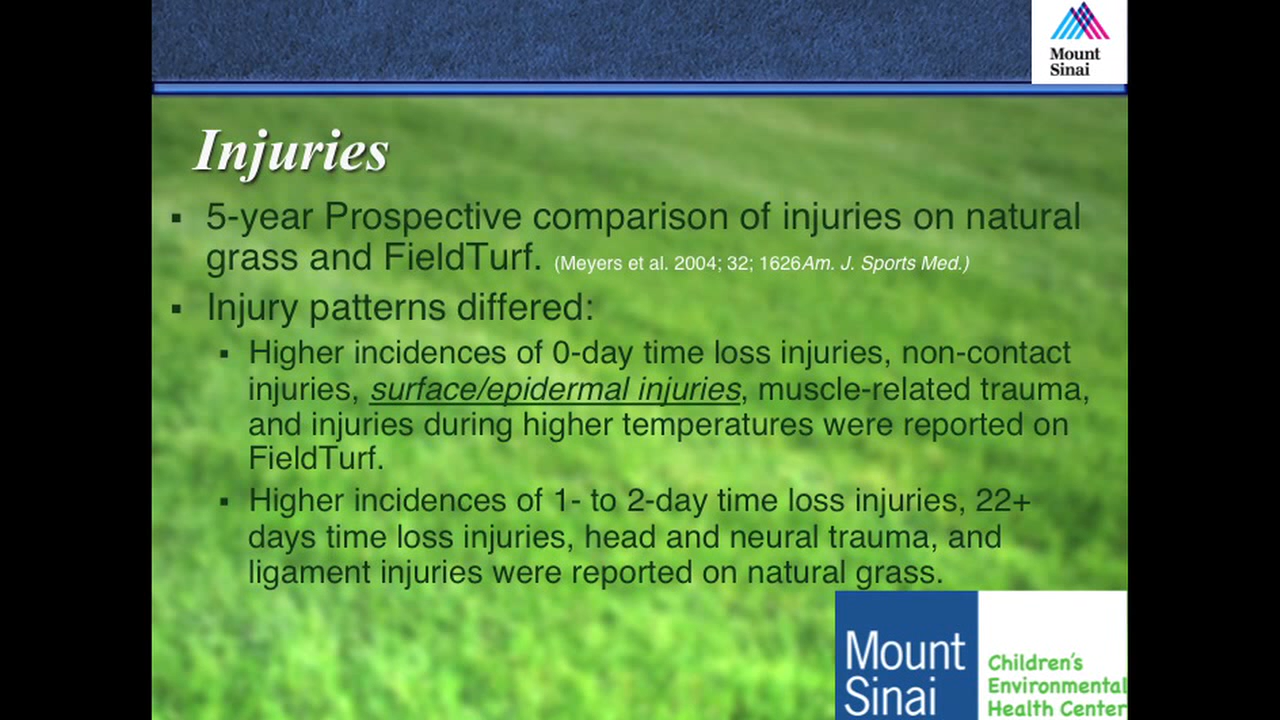 Mount
Sinai
Injuries
▪ 5-year Prospective comparison of injuries on natural
grass and FieldTurf. (Meyers et al. 2004; 32; 1626Am. J. Sports Med.)
▪ Injury patterns differed:
▪ Higher incidences of 0-day time loss injuries, non-contact
injuries, surface/epidermal injuries, muscle-related trauma,
and injuries during higher temperatures were reported on
FieldTurf.
▪ Higher incidences of 1- to 2-day time loss injuries, 22+
days time loss injuries, head and neural trauma, and
ligament injuries were reported on natural grass.
Mount
Sinai
Children's
Environmental
Health Center